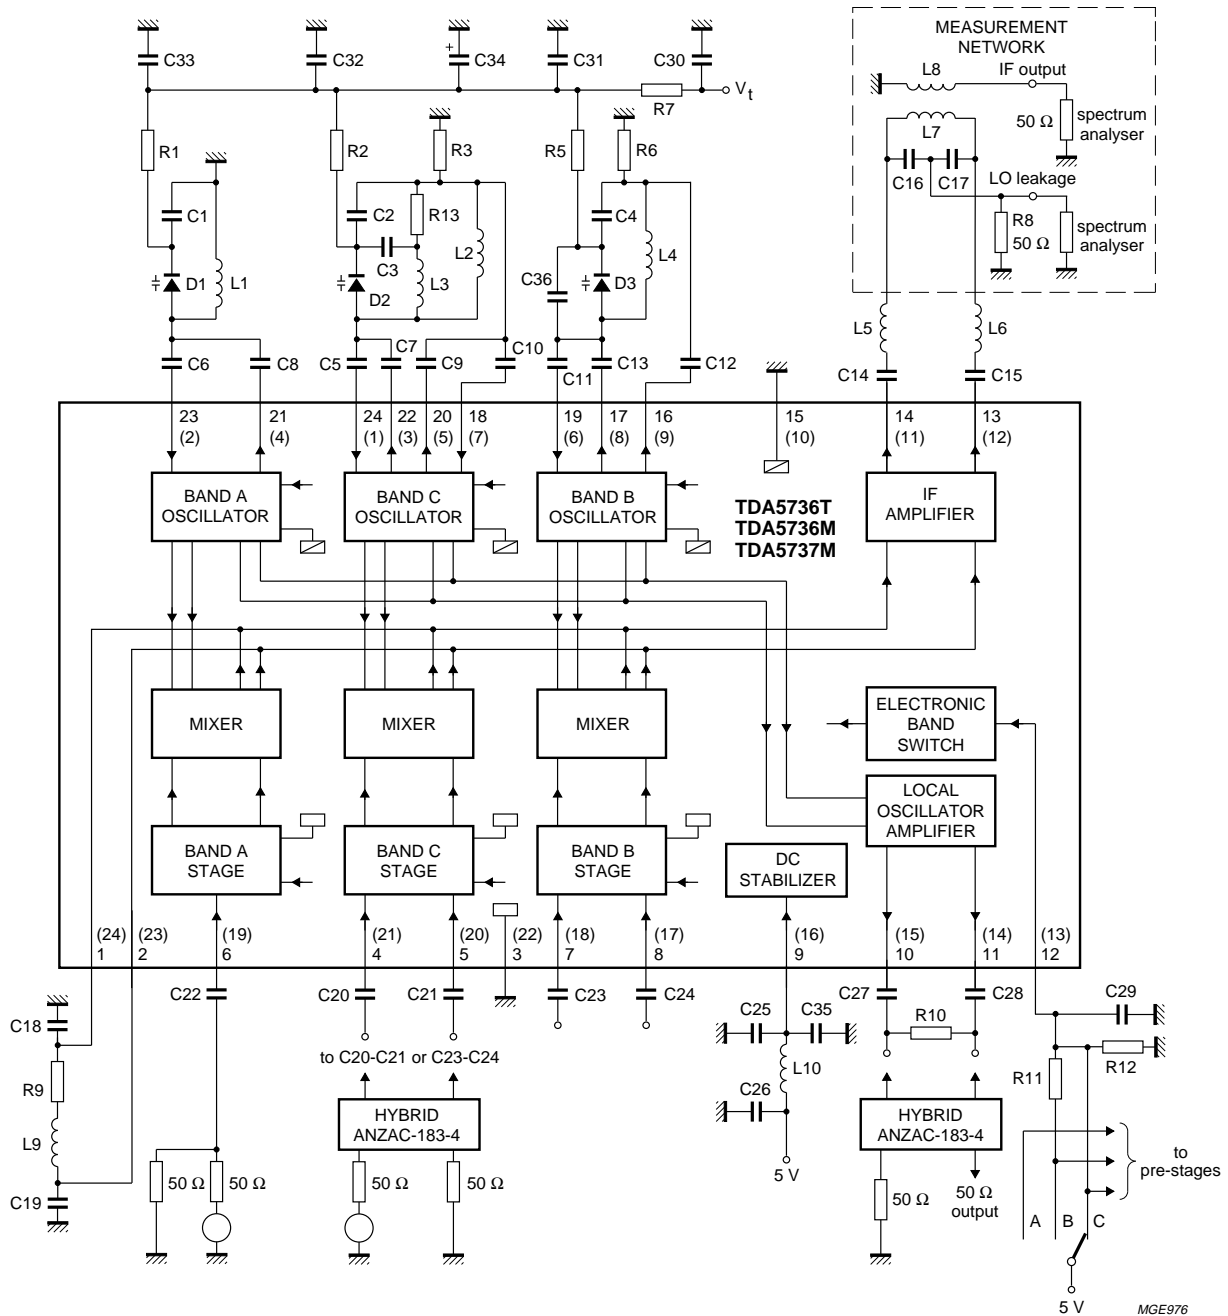 MEASUREMENT
NETWORK
L8 IF output
50 Ω
spectrum
analyser
L7
C16 C17
LO leakage
R8
50 Ω
spectrum
analyser
C33 C32 + C34 C31 C30
R7
Vt
R1 R2 R3 R5 R6
C1 C2 R13 C4
L2 L4
C3
D1 L1 D2 L3 C36 D3
L5 L6
C6 C8 C5 C7 C9 C10 C11 C13 C12 C14 C15
23 21 24 22 20 18 19 17 16 15 14 13
(2) (4) (1) (3) (5) (7) (6) (8) (9) (10) (11) (12)
BAND A
OSCILLATOR
BAND C
OSCILLATOR
BAND B
OSCILLATOR
TDA5736T
TDA5736M
TDA5737M
IF
AMPLIFIER
MIXER
MIXER
MIXER
ELECTRONIC
BAND
SWITCH
LOCAL
OSCILLATOR
AMPLIFIER
BAND A
STAGE
BAND C
STAGE
BAND B
STAGE
DC
STABILIZER
(24) (23) (19) (21) (20) (22) (18) (17) (16) (15) (14) (13)
1 2 6 4 5 3 7 8 9 10 11 12
C22 C20 C21 C23 C24 C27 C28
C29
C18
C25 C35
R10
R12
R9
to C20-C21 or C23-C24
L10
R11
C26
L9
HYBRID
ANZAC-183-4
HYBRID
ANZAC-183-4
to
pre-stages
5 V
C19
50 Ω 50 Ω 50 Ω 50 Ω 50 Ω
50 Ω
output
A B C
5 V
MGE976